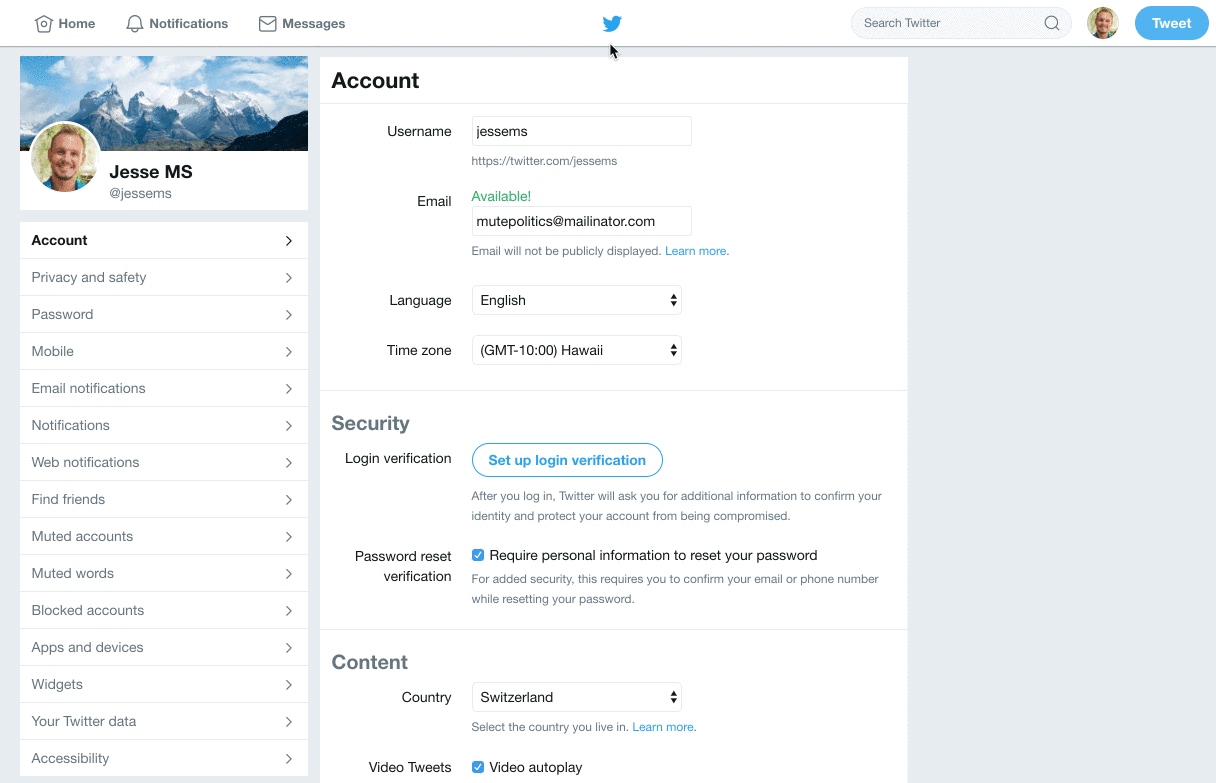 Home
Notifications
Messages
Search Twitter
Tweet
Jesse MS
@jessems
Account
Privacy and safety
Password
Mobile
Email notifications
Notifications
Web notifications
Find friends
Muted accounts
Muted words
Blocked accounts
Apps and devices
Widgets
Your Twitter data
Accessibility
Account
Username
jessems
https://twitter.com/jessems
Email
Available!
mutepolitics@mailinator.com
Email will not be publicly displayed. Learn more.
Language
English
Time zone
(GMT-10:00) Hawaii
Security
Login verification
Set up login verification
After you log in, Twitter will ask you for additional information to confirm your
identity and protect your account from being compromised.
Password reset
verification
Require personal information to reset your password
For added security, this requires you to confirm your email or phone number
while resetting your password.
Content
Country
Switzerland
Select the country you live in. Learn more.
Video Tweets
Video autoplay